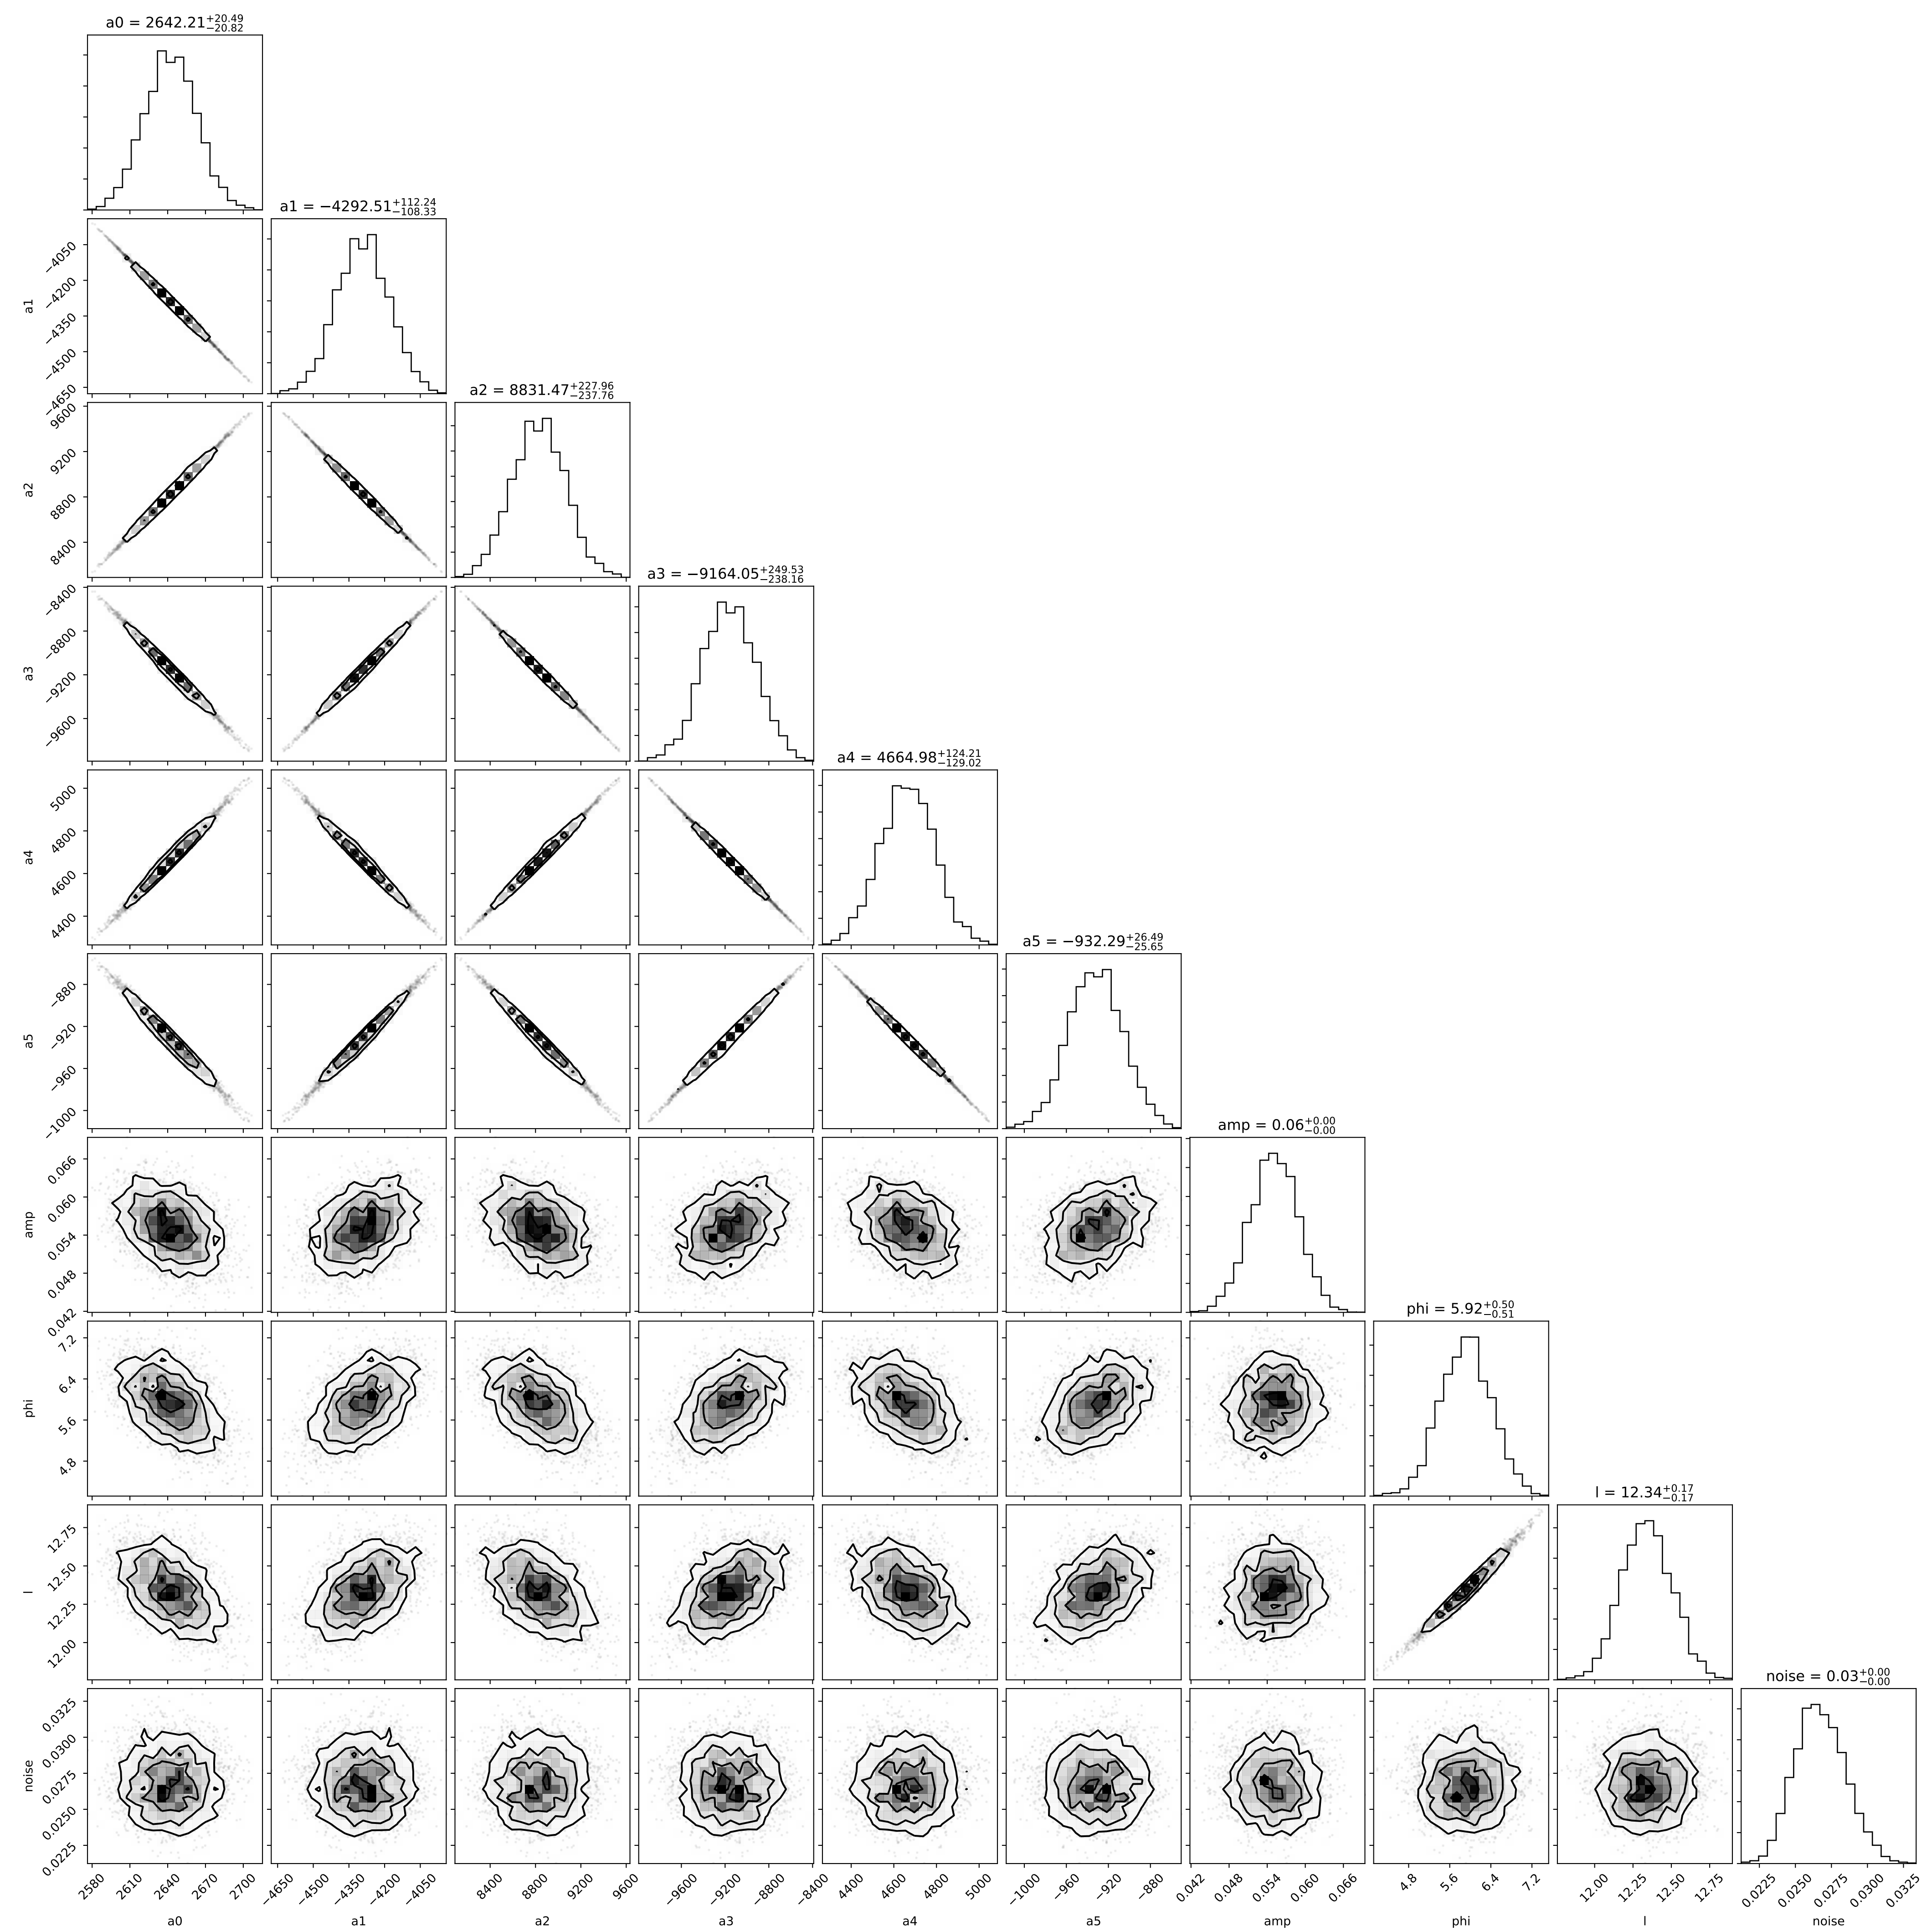 a0 = 2642.21+20.49−20.82
a1 = −4292.51+112.24−108.33
a1
−4050
−4200
−4350
−4500
−4650
a2 = 8831.47+227.96−237.76
a2
9600
9200
8800
8400
a3 = −9164.05+249.53−238.16
a3
−8400
−8800
−9200
−9600
a4 = 4664.98+124.21−129.02
a4
5000
4800
4600
4400
a5 = −932.29+26.49−25.65
a5
−880
−920
−960
−1000
amp = 0.06+0.00−0.00
amp
0.066
0.060
0.054
0.048
0.042
phi = 5.92+0.50−0.51
phi
7.2
6.4
5.6
4.8
l = 12.34+0.17−0.17
l
12.75
12.50
12.25
12.00
noise = 0.03+0.00−0.00
noise
0.0325
0.0300
0.0275
0.0250
0.0225
2580 2610 2640 2670 2700 −4650 −4500 −4350 −4200 −4050 8400 8800 9200 9600 −9600 −9200 −8800 −8400 4400 4600 4800 5000 −1000 −960 −920 −880 0.042 0.048 0.054 0.060 0.066 4.8 5.6 6.4 7.2 12.00 12.25 12.50 12.75 0.0225 0.0250 0.0275 0.0300 0.0325
a0 a1 a2 a3 a4 a5 amp phi l noise